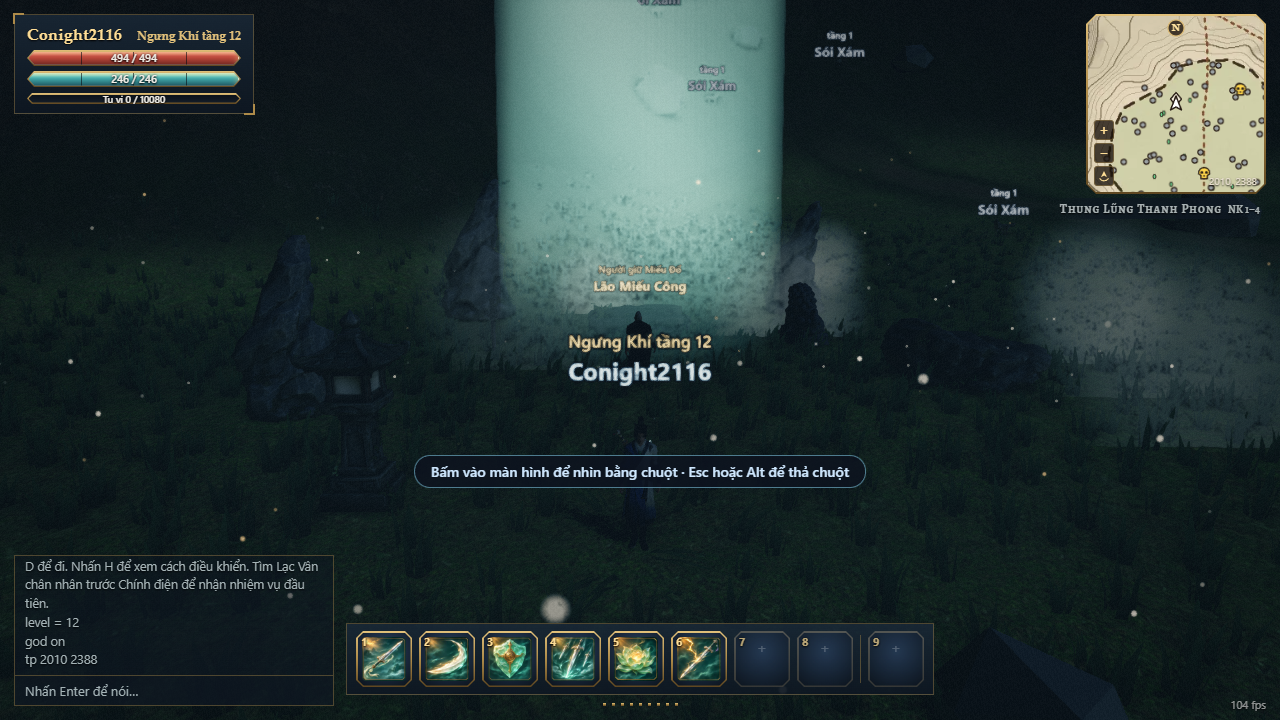 Conight2116 Ngưng Khí tầng 12
494 / 494
246 / 246
Tu vi 0 / 10080
Sói Xám
tầng 1
Sói Xám
tầng 1
Sói Xám
tầng 1
Sói Xám
N
+
−
2010, 2388
Thung Lũng Thanh Phong NK1–4
Người giữ Miếu Đổ
Lão Miếu Công
Ngưng Khí tầng 12
Conight2116
Bấm vào màn hình để nhìn bằng chuột · Esc hoặc Alt để thả chuột
D để đi. Nhấn H để xem cách điều khiển. Tìm Lạc Vân
chân nhân trước Chính điện để nhận nhiệm vụ đầu
tiên.
level = 12
god on
tp 2010 2388
Nhấn Enter để nói...
1 2 3 4 5 6 7 8 9
+ + +
104 fps